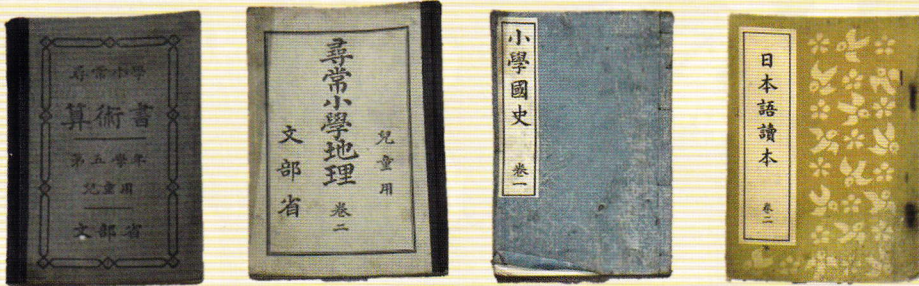 尋常小學
算術書
第五學年
兒童用
文部省
兒童用
尋常小學地理 卷二
文部省
小學國史 卷一
日本語讀本 卷二